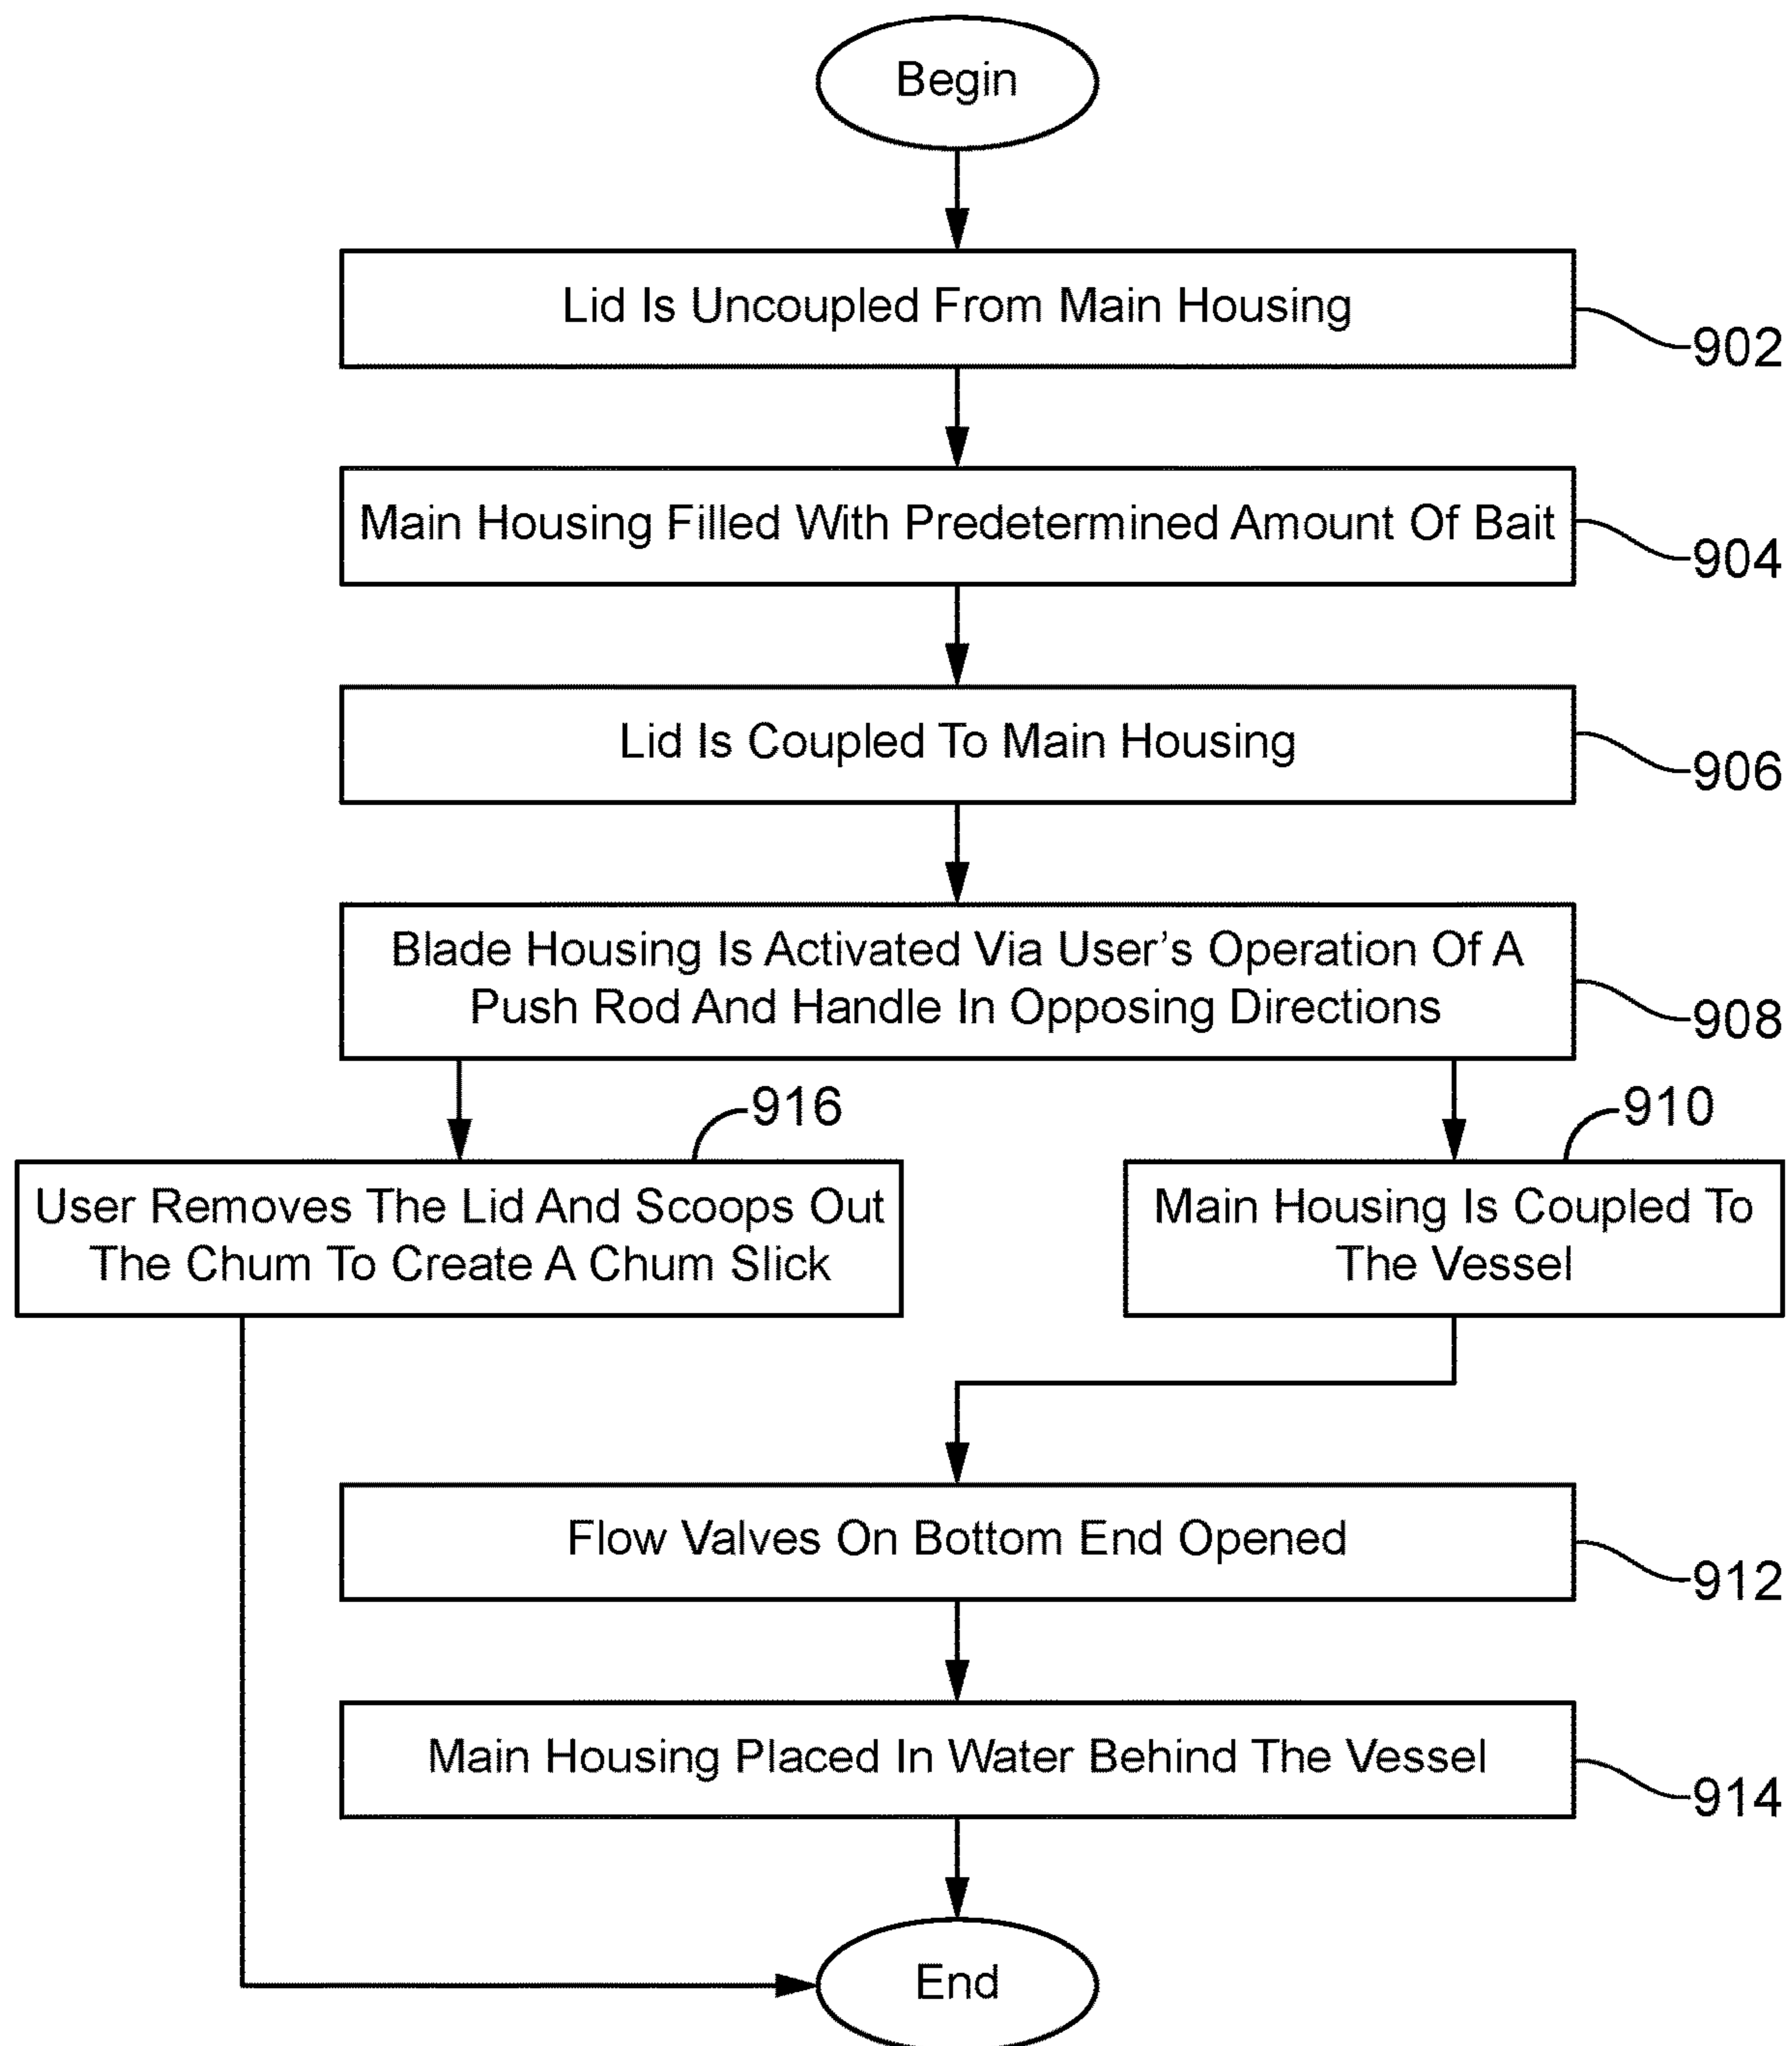 Begin
Lid Is Uncoupled From Main Housing
902
Main Housing Filled With Predetermined Amount Of Bait
904
Lid Is Coupled To Main Housing
906
Blade Housing Is Activated Via User's Operation Of A
Push Rod And Handle In Opposing Directions
908
916
User Removes The Lid And Scoops Out
The Chum To Create A Chum Slick
910
Main Housing Is Coupled To
The Vessel
Flow Valves On Bottom End Opened
912
Main Housing Placed In Water Behind The Vessel
914
End